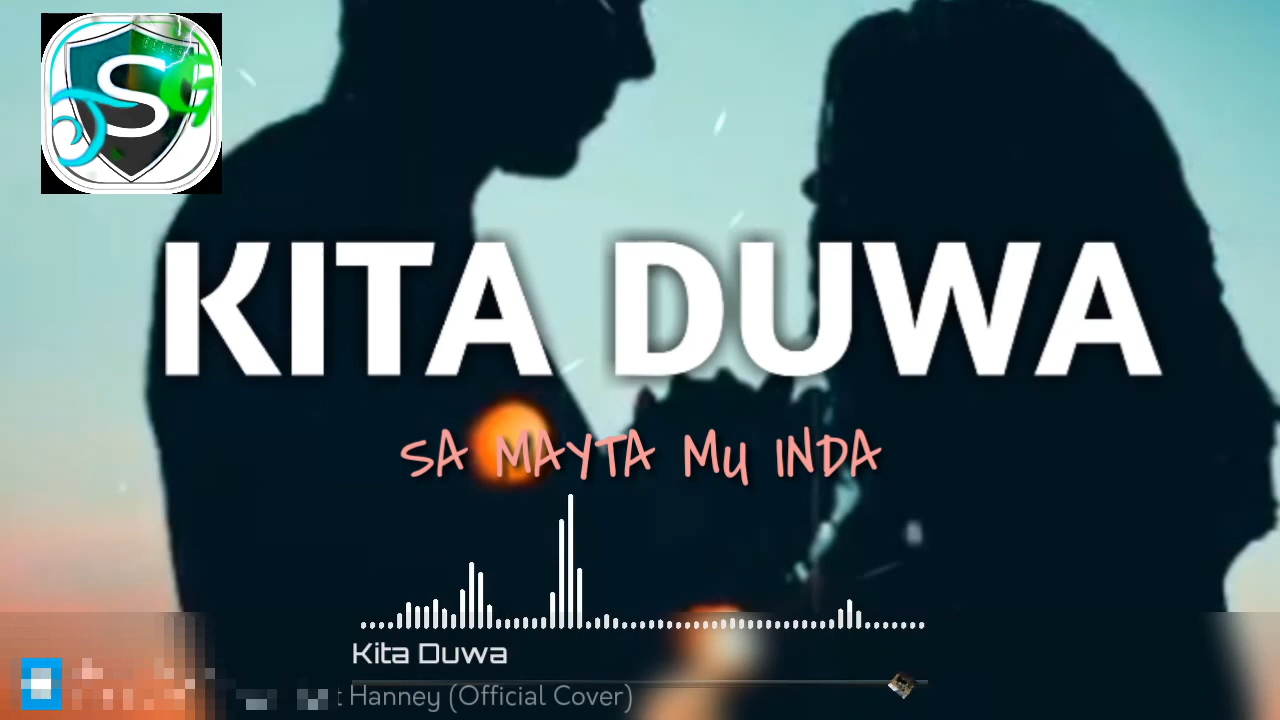 S
KITA DUWA
SA MAYTA MU INDA
Kita Duwa
t Hanney (Official Cover)